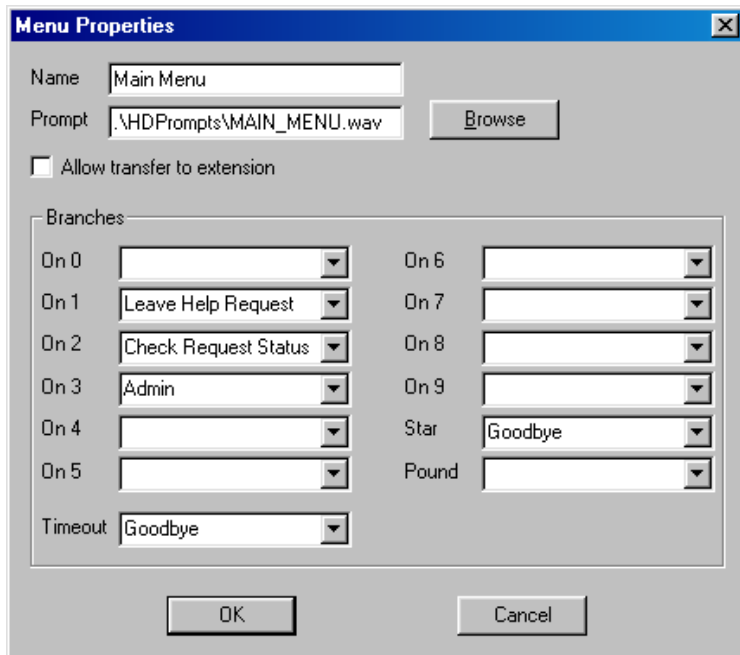 Menu Properties
Name Main Menu
Prompt .\HDPrompts\MAIN_MENU.wav Browse
Allow transfer to extension
Branches
On 0 On 6
On 1 Leave Help Request On 7
On 2 Check Request Status On 8
On 3 Admin On 9
On 4 Star Goodbye
On 5 Pound
Timeout Goodbye
OK Cancel